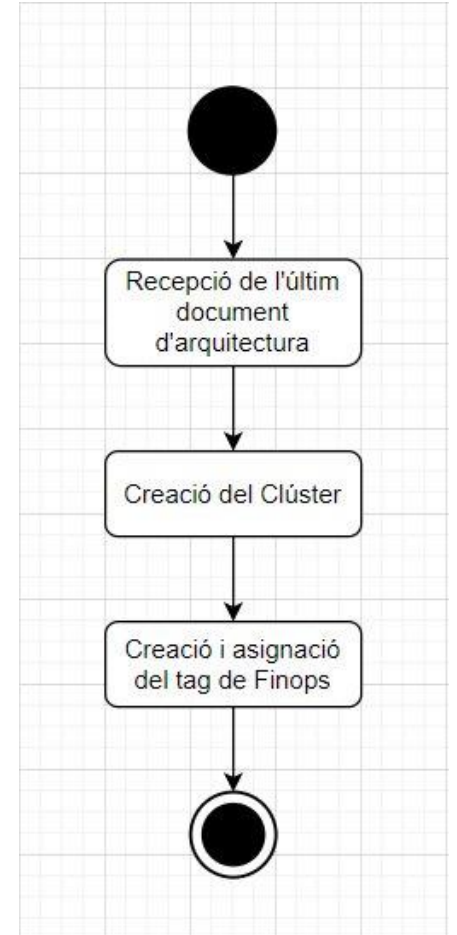 Recepció de l'últim
document
d'arquitectura
Creació del Clúster
Creació i asignació
del tag de Finops